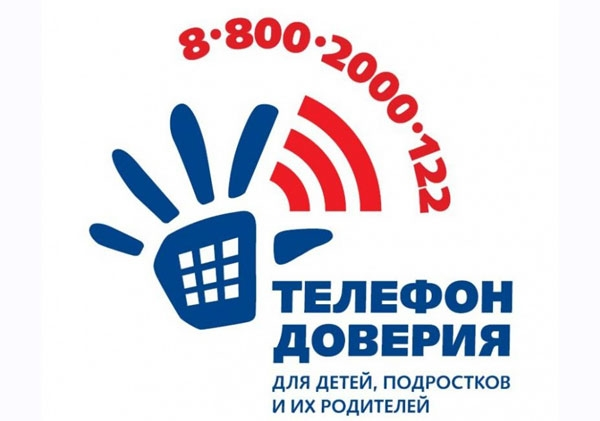 8·800·2000·122
ТЕЛЕФОН
ДОВЕРИЯ
ДЛЯ ДЕТЕЙ, ПОДРОСТКОВ
И ИХ РОДИТЕЛЕЙ